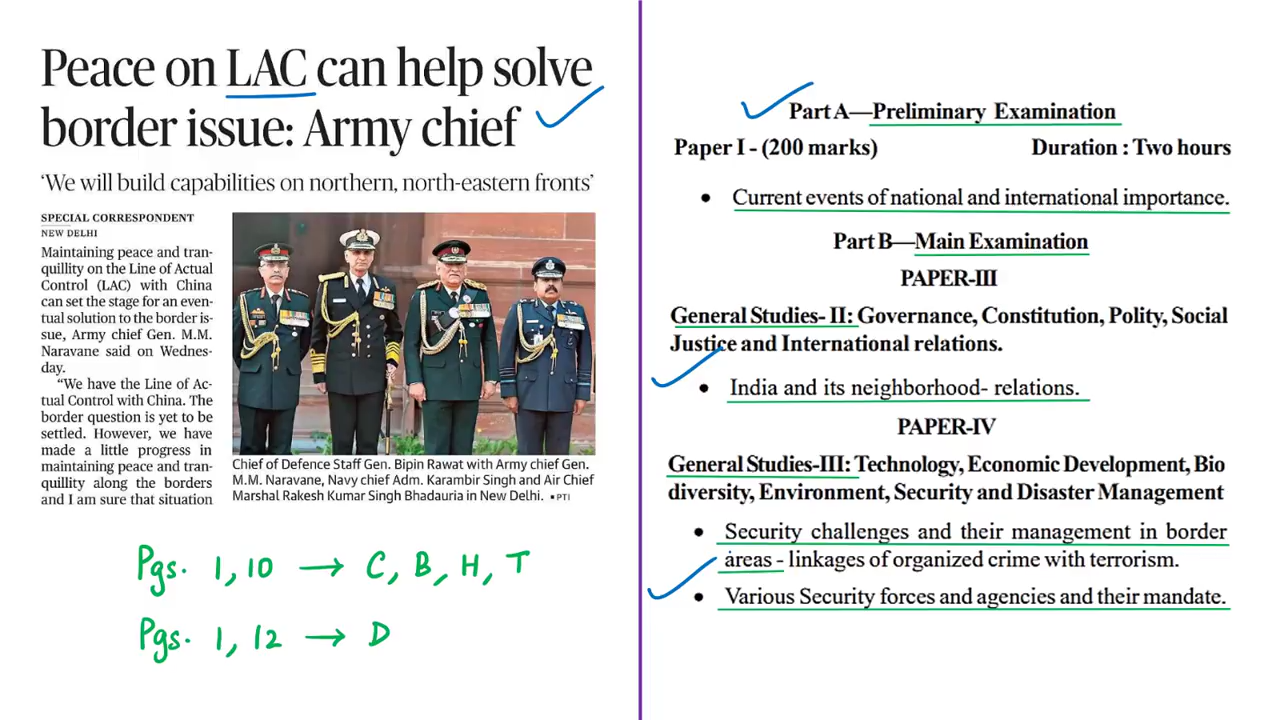 Peace on LAC can help solve
border issue: Army chief
‘We will build capabilities on northern, north-eastern fronts’
SPECIAL CORRESPONDENT
NEW DELHI
Maintaining peace and tran-
quillity on the Line of Actual
Control (LAC) with China
can set the stage for an even-
tual solution to the border is-
sue, Army chief Gen. M.M.
Naravane said on Wednes-
day.
“We have the Line of Ac-
tual Control with China. The
border question is yet to be
settled. However, we have
made a little progress in
maintaining peace and tran-
quillity along the borders
and I am sure that situation
Chief of Defence Staff Gen. Bipin Rawat with Army chief Gen.
M.M. Naravane, Navy chief Adm. Karambir Singh and Air Chief
Marshal Rakesh Kumar Singh Bhadauria in New Delhi. ▪PTI
Pgs. 1, 10 → C, B, H, T
Pgs. 1, 12 → D
Part A—Preliminary Examination
Paper I - (200 marks) Duration : Two hours
• Current events of national and international importance.
Part B—Main Examination
PAPER-III
General Studies- II: Governance, Constitution, Polity, Social
Justice and International relations.
• India and its neighborhood- relations.
PAPER-IV
General Studies-III: Technology, Economic Development, Bio
diversity, Environment, Security and Disaster Management
• Security challenges and their management in border
areas - linkages of organized crime with terrorism.
• Various Security forces and agencies and their mandate.